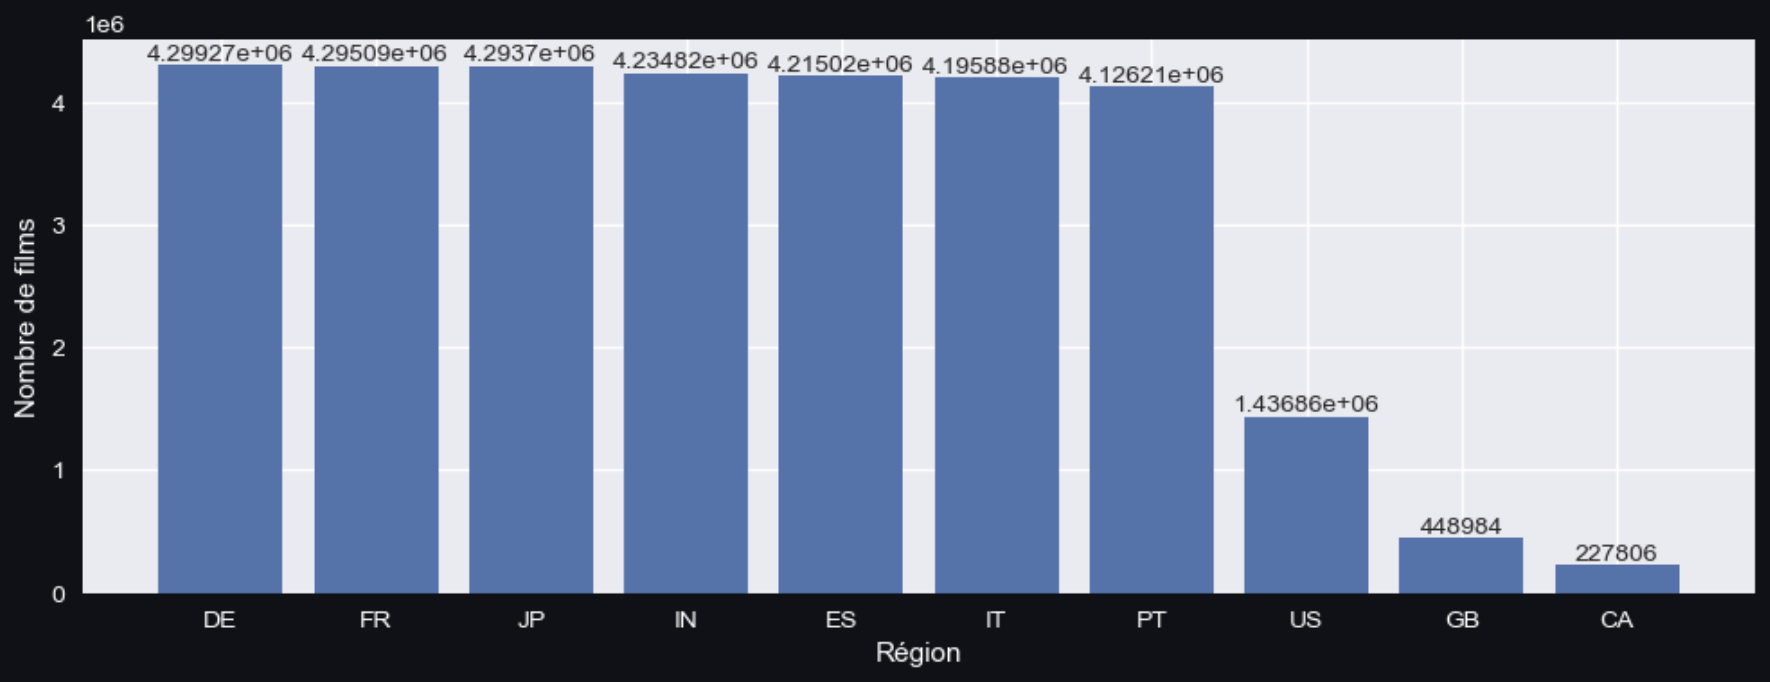 1e6
4.29927e+06 4.29509e+06 4.2937e+06 4.23482e+06 4.21502e+06 4.19588e+06 4.12621e+06
4
3
2
1.43686e+06
1
448984
227806
0
Nombre de films
DE FR JP IN ES IT PT US GB CA
Région